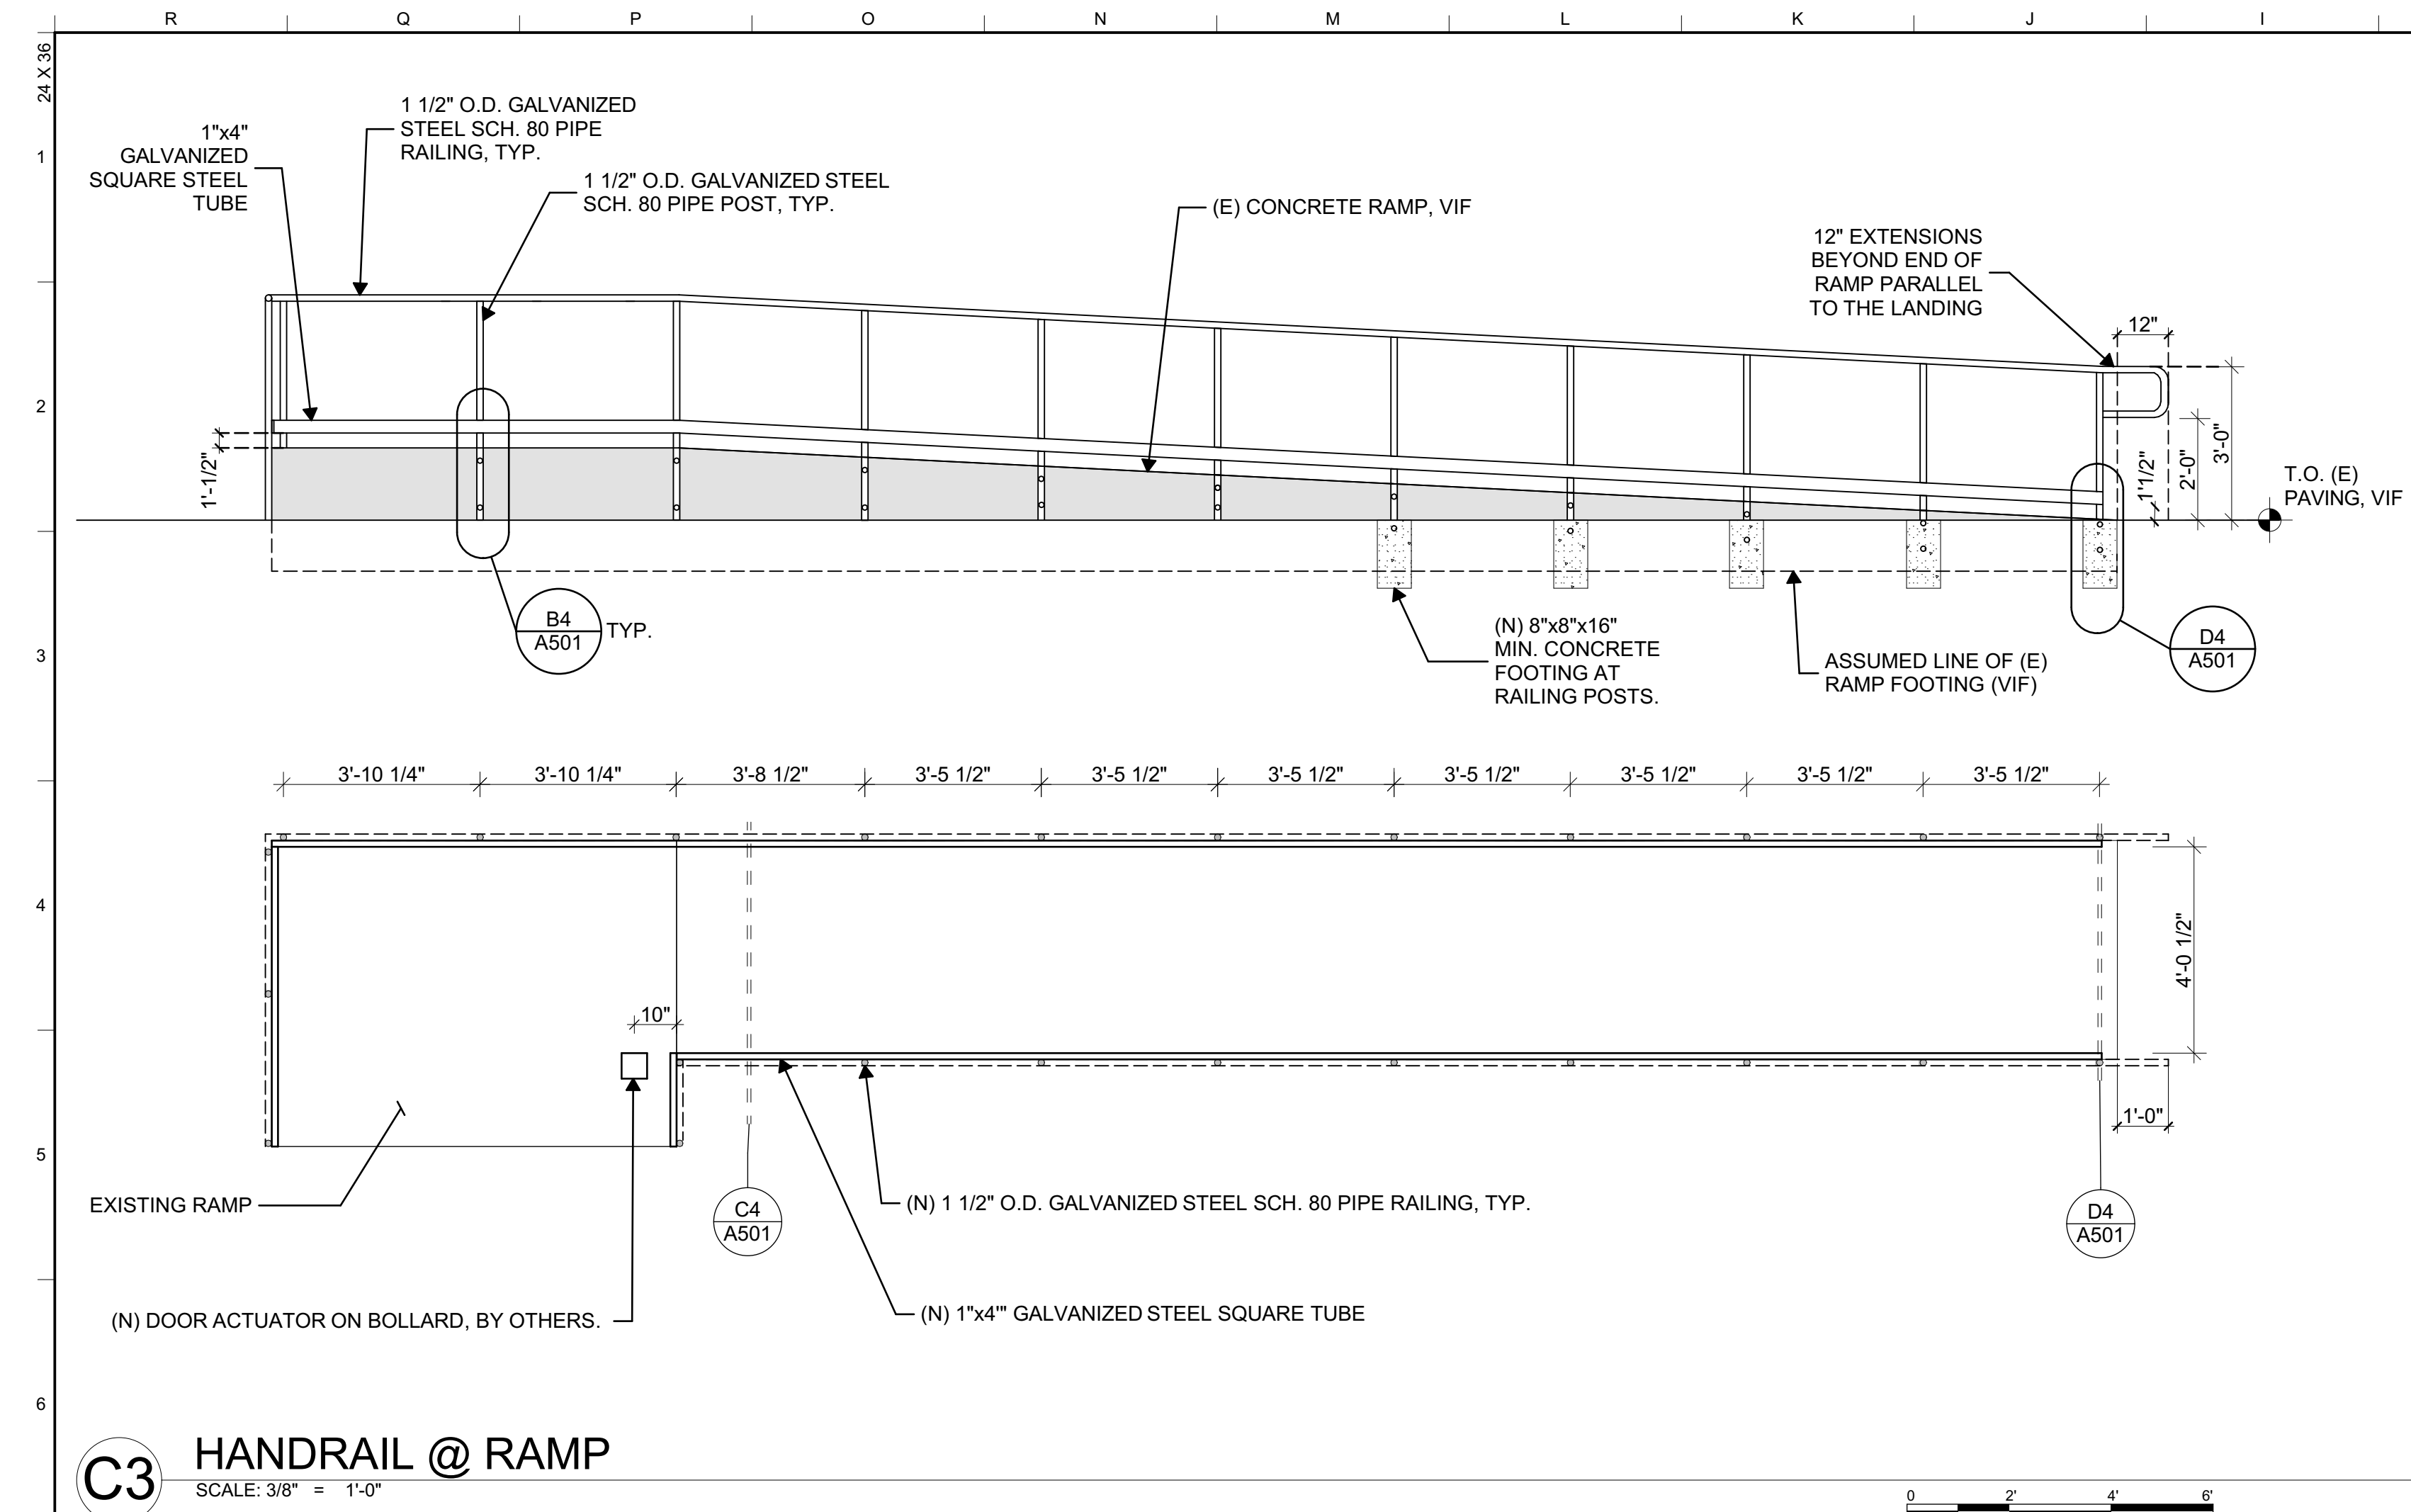 R Q P O N M L K J I
24 X 36
1
2
3
4
5
6
1"x4"
GALVANIZED
SQUARE STEEL
TUBE
1 1/2" O.D. GALVANIZED
STEEL SCH. 80 PIPE
RAILING, TYP.
1 1/2" O.D. GALVANIZED STEEL
SCH. 80 PIPE POST, TYP.
(E) CONCRETE RAMP, VIF
12" EXTENSIONS
BEYOND END OF
RAMP PARALLEL
TO THE LANDING
12"
1'-1/2"
1'1/2"
2'-0"
3'-0"
T.O. (E)
PAVING, VIF
B4
A501
TYP.
(N) 8"x8"x16"
MIN. CONCRETE
FOOTING AT
RAILING POSTS.
ASSUMED LINE OF (E)
RAMP FOOTING (VIF)
D4
A501
3'-10 1/4" 3'-10 1/4" 3'-8 1/2" 3'-5 1/2" 3'-5 1/2" 3'-5 1/2" 3'-5 1/2" 3'-5 1/2" 3'-5 1/2" 3'-5 1/2"
4'-0 1/2"
10"
1'-0"
EXISTING RAMP
C4
A501
(N) 1 1/2" O.D. GALVANIZED STEEL SCH. 80 PIPE RAILING, TYP.
D4
A501
(N) DOOR ACTUATOR ON BOLLARD, BY OTHERS.
(N) 1"x4'" GALVANIZED STEEL SQUARE TUBE
C3
HANDRAIL @ RAMP
SCALE: 3/8" = 1'-0"
0 2' 4' 6'